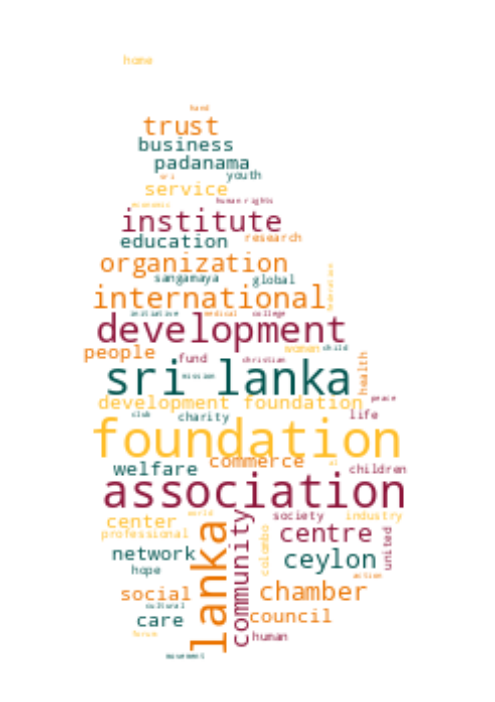 home
hand
trust
business
padanama
sri youth
service
human rights
economic
institute
education research
organization
sangamaya global
federation
international
initiative medical college
development
people fund women child
christian
health
sri lanka
mission
development foundation peace
club charity life
foundation
welfare commerce al children
association
world
center society industry
professional centre
lanka community colombo united
network ceylon
hope action
social chamber
cultural
care council
forum human
movement